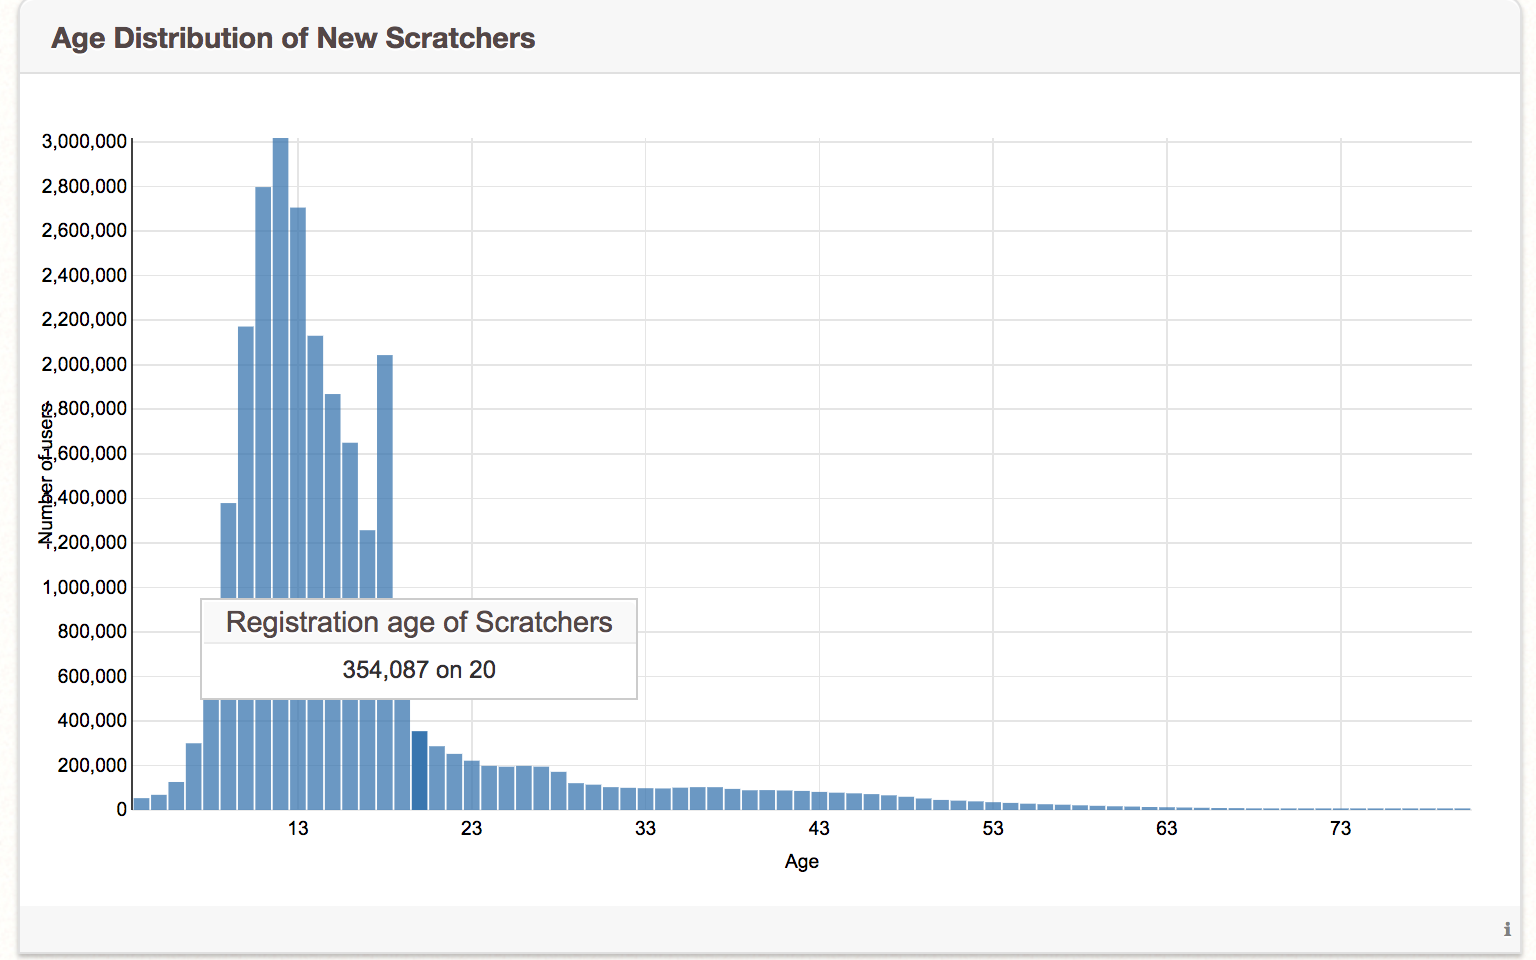 Age Distribution of New Scratchers
3,000,000
2,800,000
2,600,000
2,400,000
2,200,000
2,000,000
,800,000
,600,000
,400,000
,200,000
1,000,000
800,000
600,000
400,000
200,000
0
Number of users
Registration age of Scratchers
354,087 on 20
13 23 33 43 53 63 73
Age
i